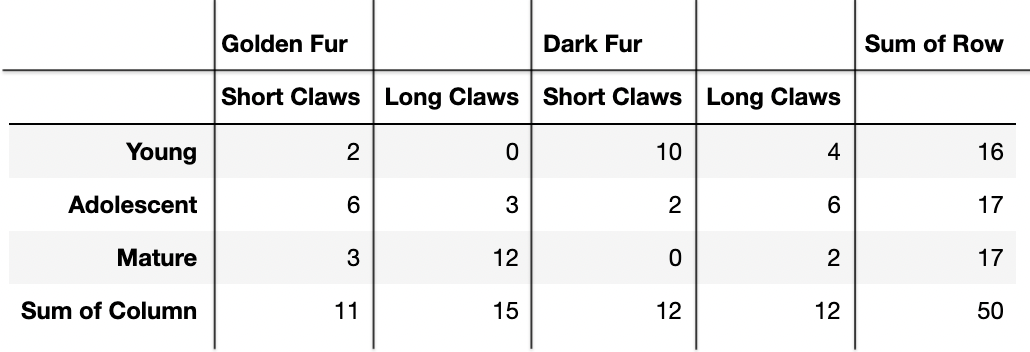 Golden Fur Dark Fur Sum of Row
Short Claws Long Claws Short Claws Long Claws
Young 2 0 10 4 16
Adolescent 6 3 2 6 17
Mature 3 12 0 2 17
Sum of Column 11 15 12 12 50